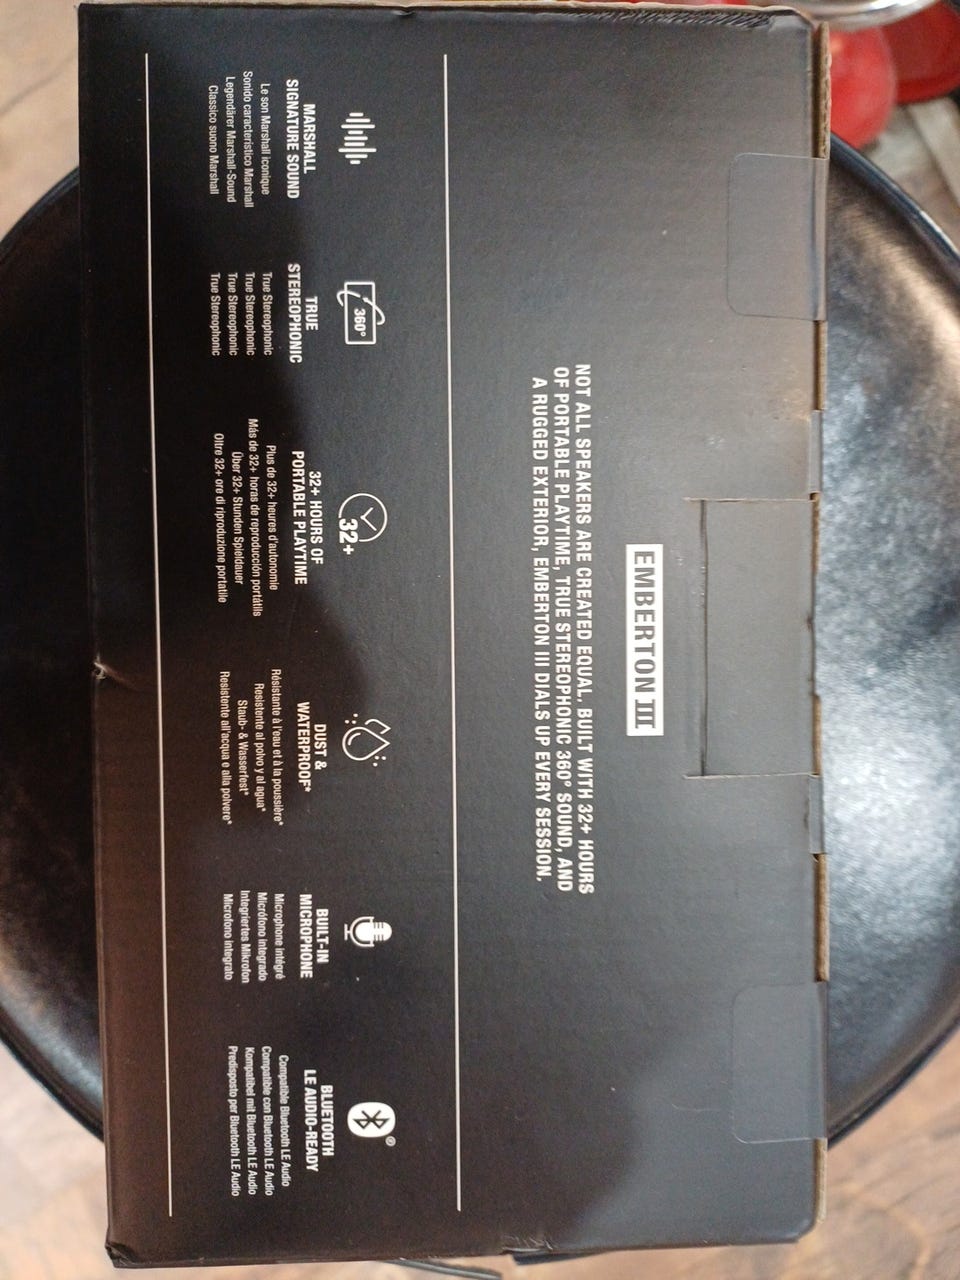 EMBERTON III
NOT ALL SPEAKERS ARE CREATED EQUAL. BUILT WITH 32+ HOURS
OF PORTABLE PLAYTIME, TRUE STEREOPHONIC 360° SOUND, AND
A RUGGED EXTERIOR, EMBERTON III DIALS UP EVERY SESSION.
MARSHALL
SIGNATURE SOUND
Le son Marshall iconique
Sonido característico Marshall
Legendärer Marshall-Sound
Classico suono Marshall
360°
TRUE
STEREOPHONIC
True Stereophonic
True Stereophonic
True Stereophonic
True Stereophonic
32+
32+ HOURS OF
PORTABLE PLAYTIME
Plus de 32+ heures d'autonomie
Más de 32+ horas de reproducción portátils
Über 32+ Stunden Spieldauer
Oltre 32+ ore di riproduzione portatile
DUST &
WATERPROOF*
Résistante à l'eau et à la poussière*
Resistente al polvo y al agua*
Staub- & Wasserfest*
Resistente all'acqua e alla polvere*
BUILT-IN
MICROPHONE
Microphone intégré
Micrófono integrado
Integriertes Mikrofon
Microfono integrato
®
BLUETOOTH
LE AUDIO-READY
Compatible Bluetooth LE Audio
Compatible con Bluetooth LE Audio
Kompatibel mit Bluetooth LE Audio
Predisposto per Bluetooth LE Audio